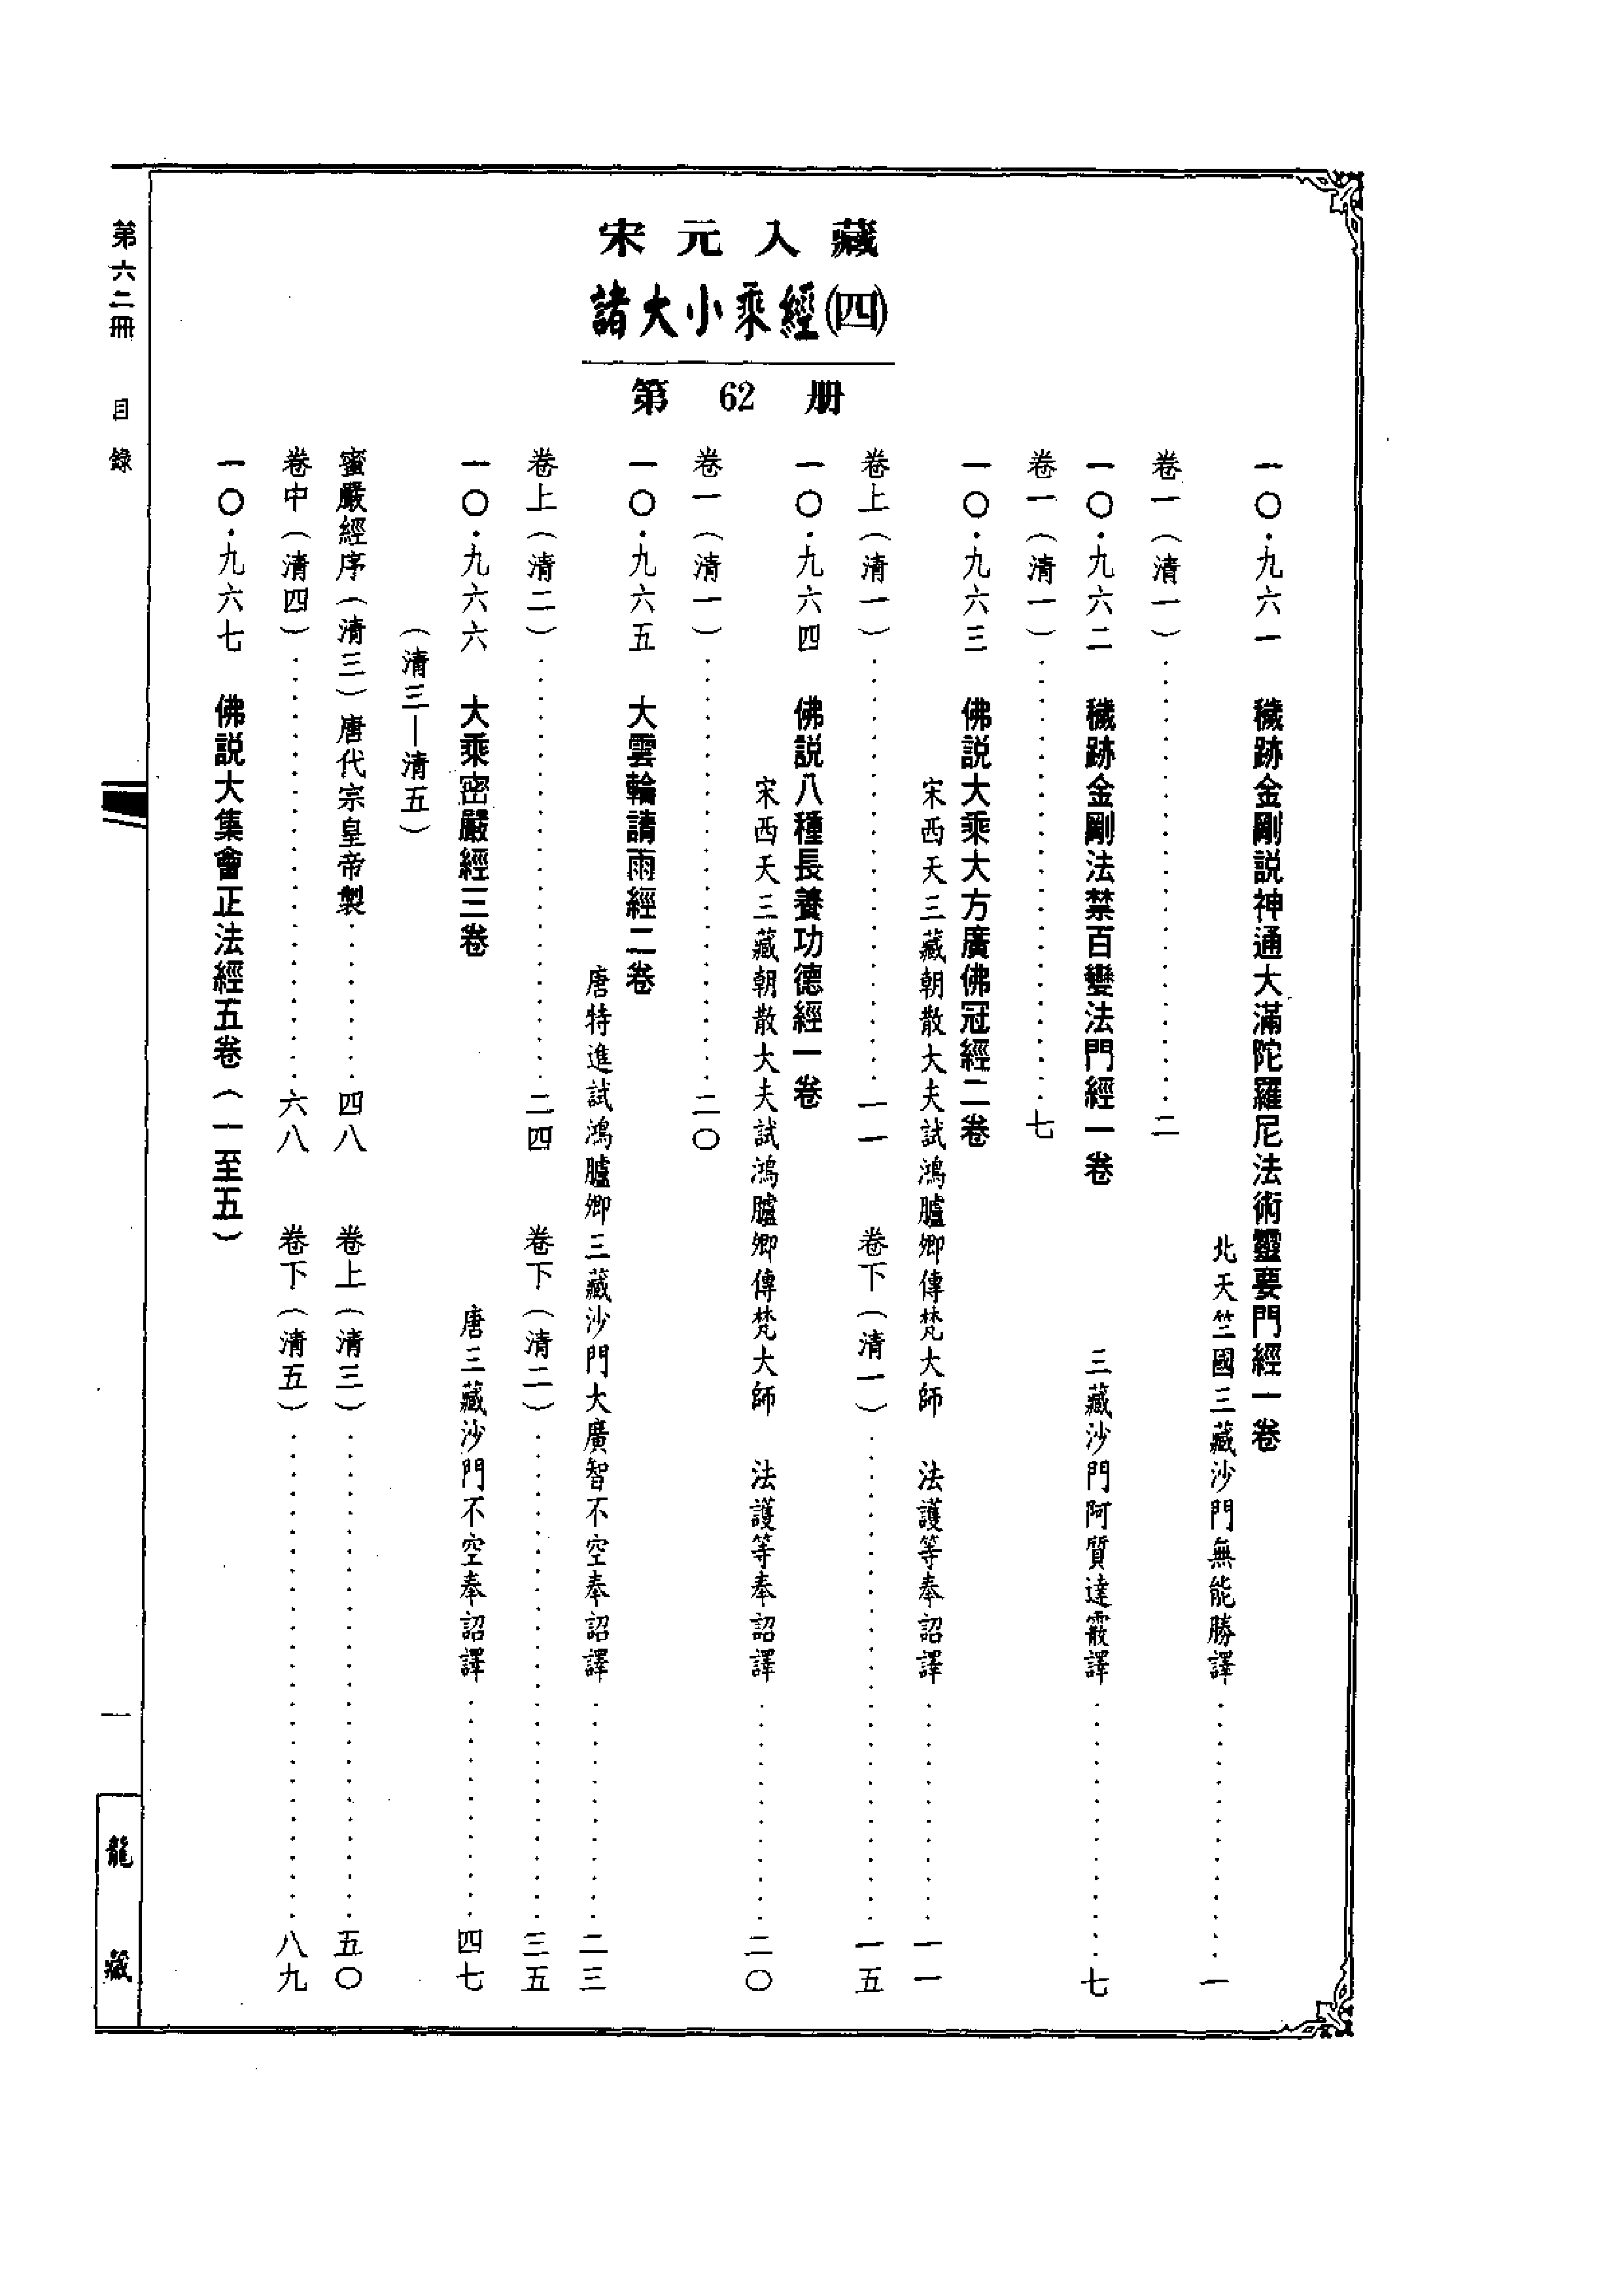 宋元入藏
諸大小乘經(四)
第 62 册
一〇·九六一 穢跡金剛説神通大滿陀羅尼法術靈要門經一卷
北天竺國三藏沙門無能勝譯………一
卷一(清一)………二
一〇·九六二 穢跡金剛法禁百變法門經一卷
三藏沙門阿質達霰譯………七
卷一(清一)………七
一〇·九六三 佛説大乘大方廣佛冠經二卷
宋西天三藏朝散大夫試鴻臚卿傳梵大師 法護等奉詔譯………一一
卷上(清一)………一一 卷下(清一)………一五
一〇·九六四 佛説八種長養功德經一卷
宋西天三藏朝散大夫試鴻臚卿傳梵大師 法護等奉詔譯………二〇
卷一(清一)………二〇
一〇·九六五 大雲輪請雨經二卷
唐特進試鴻臚卿三藏沙門大廣智不空奉詔譯………二三
卷上(清二)………二四 卷下(清二)………三五
一〇·九六六 大乘密嚴經三卷 唐三藏沙門不空奉詔譯………四七
(清三—清五)
蜜嚴經序(清三)唐代宗皇帝製………四八 卷上(清三)………五〇
卷中(清四)………六八 卷下(清五)………八九
一〇·九六七 佛説大集會正法經五卷(一至五)
第六二冊 目錄
一
龍藏